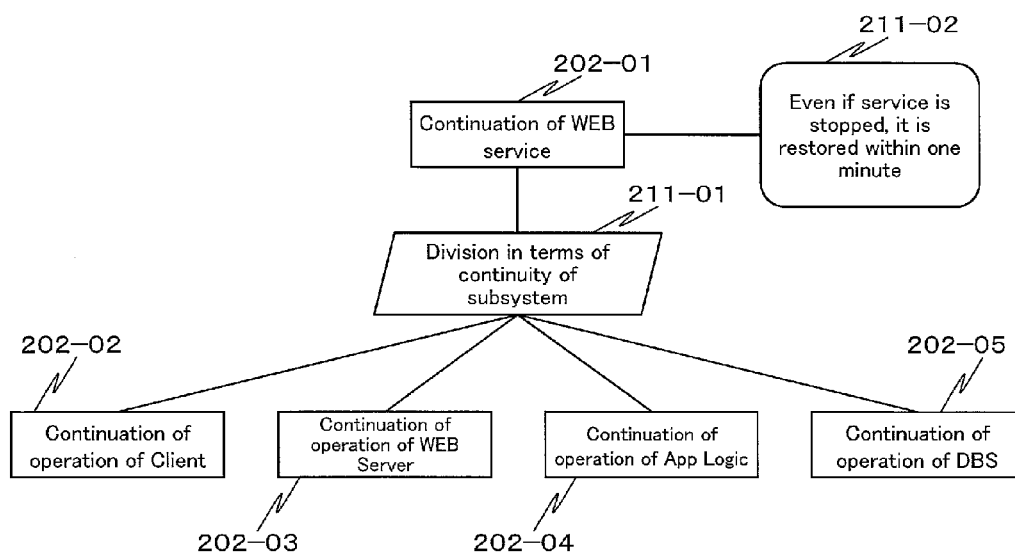 211-02
202-01
Even if service is
stopped, it is
restored within one
minute
Continuation of WEB
service
211-01
Division in terms of
continuity of
subsystem
202-02
202-05
Continuation of
operation of Client
Continuation of
operation of WEB
Server
Continuation of
operation of App Logic
Continuation of
operation of DBS
202-03
202-04